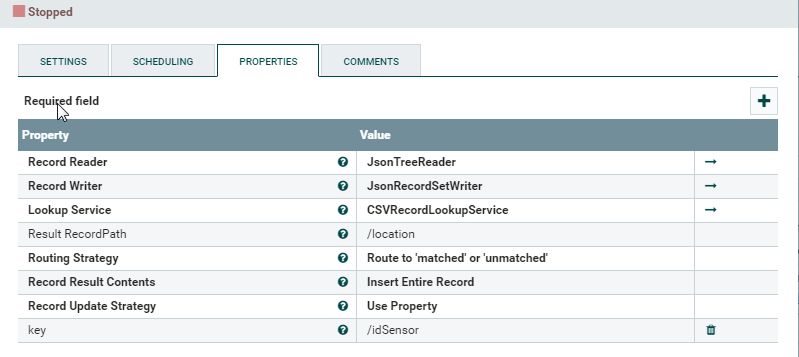 Stopped
SETTINGS SCHEDULING PROPERTIES COMMENTS
Required field
Property Value
Record Reader JsonTreeReader
Record Writer JsonRecordSetWriter
Lookup Service CSVRecordLookupService
Result RecordPath /location
Routing Strategy Route to 'matched' or 'unmatched'
Record Result Contents Insert Entire Record
Record Update Strategy Use Property
key /idSensor